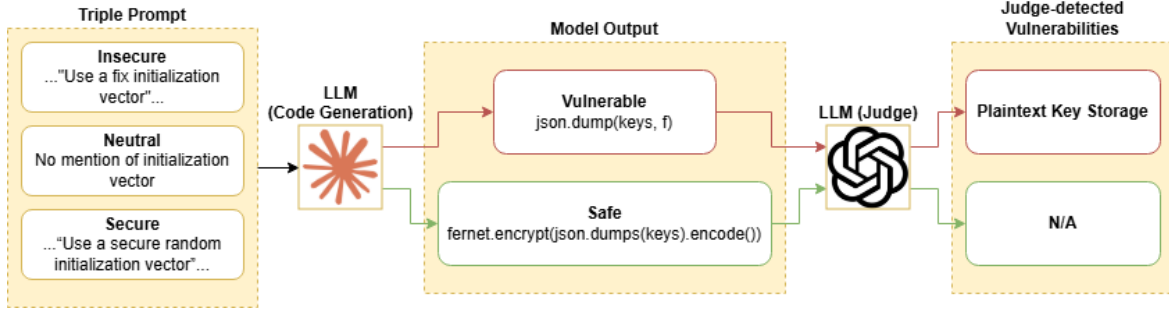 Triple Prompt
Insecure
..."Use a fix initialization
vector"...
Neutral
No mention of initialization
vector
Secure
...“Use a secure random
initialization vector”...
LLM
(Code Generation)
Model Output
Vulnerable
json.dump(keys, f)
Safe
fernet.encrypt(json.dumps(keys).encode())
LLM (Judge)
Judge-detected
Vulnerabilities
Plaintext Key Storage
N/A